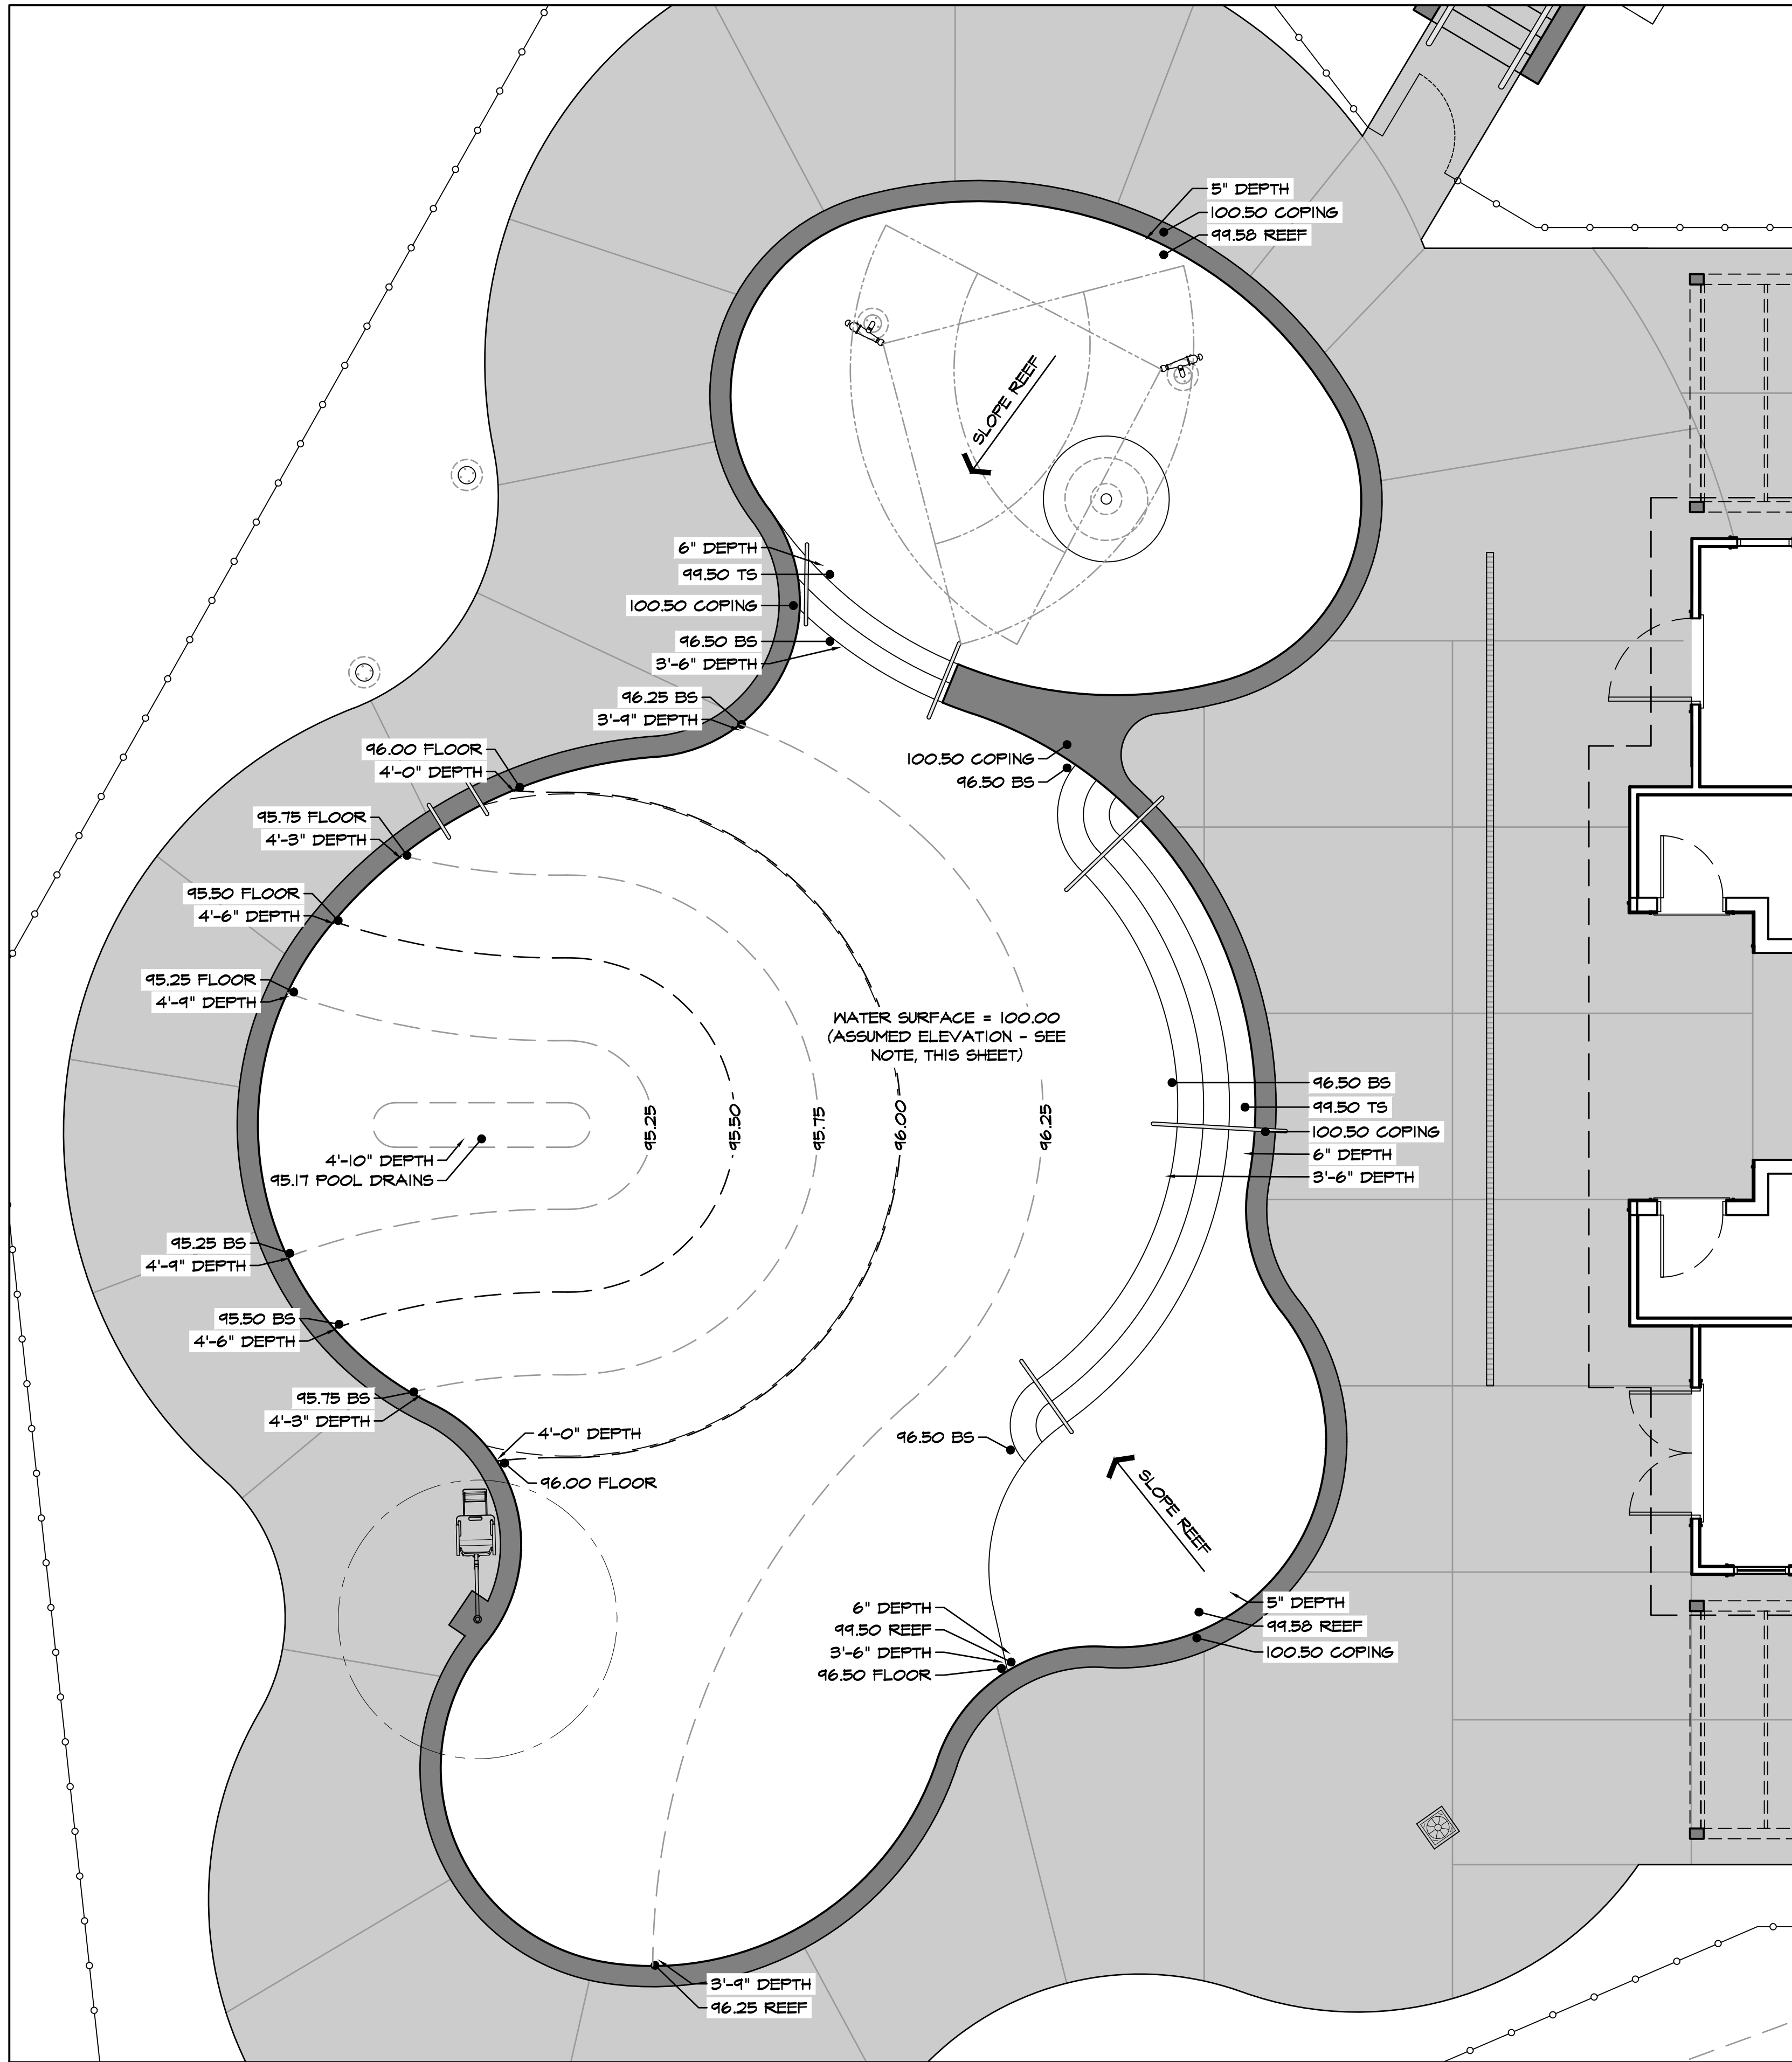 5" DEPTH
100.50 COPING
99.58 REEF
SLOPE REEF
6" DEPTH
99.50 TS
100.50 COPING
96.50 BS
3'-6" DEPTH
96.25 BS
3'-9" DEPTH
96.00 FLOOR
4'-0" DEPTH
100.50 COPING
96.50 BS
95.75 FLOOR
4'-3" DEPTH
95.50 FLOOR
4'-6" DEPTH
95.25 FLOOR
4'-9" DEPTH
WATER SURFACE = 100.00
(ASSUMED ELEVATION - SEE
NOTE, THIS SHEET)
95.25
95.50
95.75
96.00
96.25
96.50 BS
99.50 TS
100.50 COPING
6" DEPTH
3'-6" DEPTH
4'-10" DEPTH
95.17 POOL DRAINS
95.25 BS
4'-9" DEPTH
95.50 BS
4'-6" DEPTH
95.75 BS
4'-3" DEPTH
4'-0" DEPTH
96.00 FLOOR
96.50 BS
SLOPE REEF
6" DEPTH
99.50 REEF
3'-6" DEPTH
96.50 FLOOR
5" DEPTH
99.58 REEF
100.50 COPING
3'-9" DEPTH
96.25 REEF